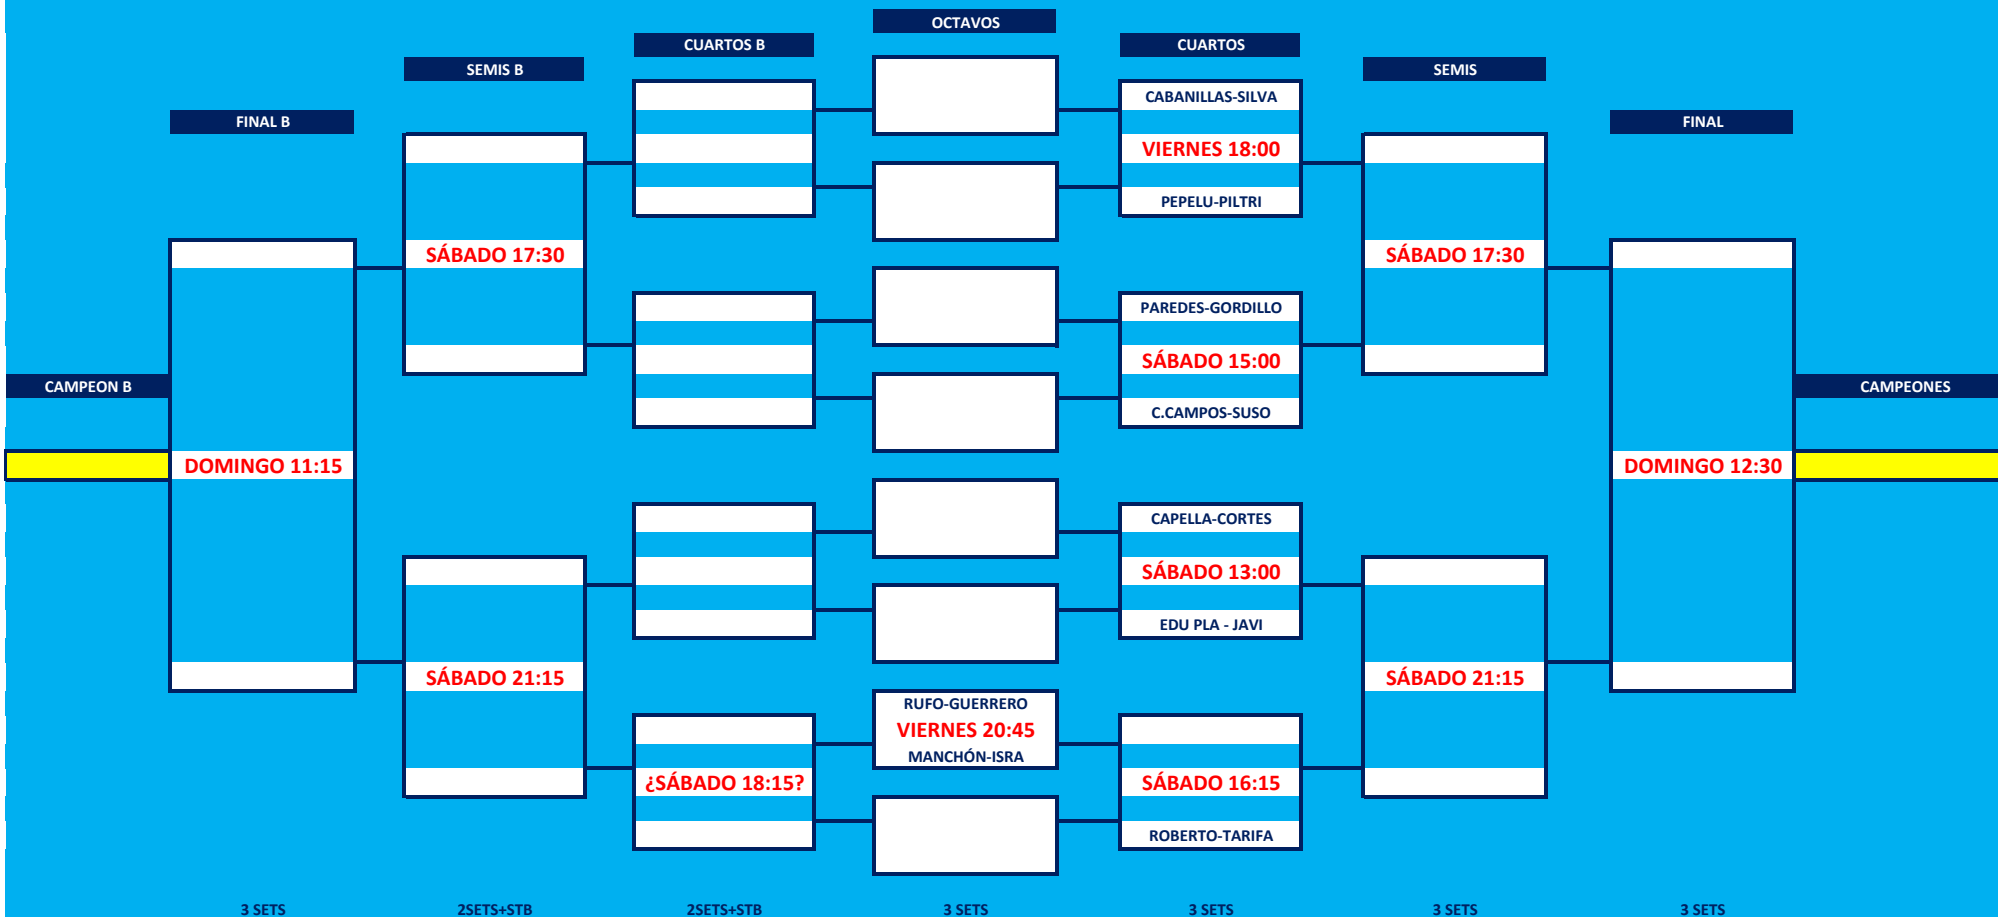 OCTAVOS
CUARTOS B
CUARTOS
SEMIS B
SEMIS
CABANILLAS-SILVA
FINAL B
FINAL
VIERNES 18:00
PEPELU-PILTRI
SÁBADO 17:30
SÁBADO 17:30
PAREDES-GORDILLO
SÁBADO 15:00
CAMPEON B
CAMPEONES
C.CAMPOS-SUSO
DOMINGO 11:15
DOMINGO 12:30
CAPELLA-CORTES
SÁBADO 13:00
EDU PLA - JAVI
SÁBADO 21:15
SÁBADO 21:15
RUFO-GUERRERO
VIERNES 20:45
MANCHÓN-ISRA
¿SÁBADO 18:15?
SÁBADO 16:15
ROBERTO-TARIFA
3 SETS
2SETS+STB
2SETS+STB
3 SETS
3 SETS
3 SETS
3 SETS